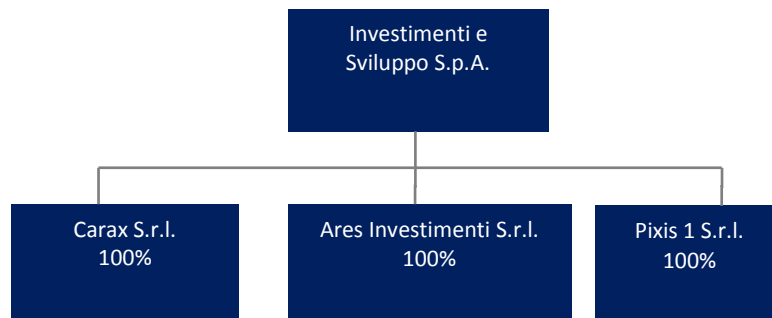 Investimenti e
Sviluppo S.p.A.
Carax S.r.l.
100%
Ares Investimenti S.r.l.
100%
Pixis 1 S.r.l.
100%